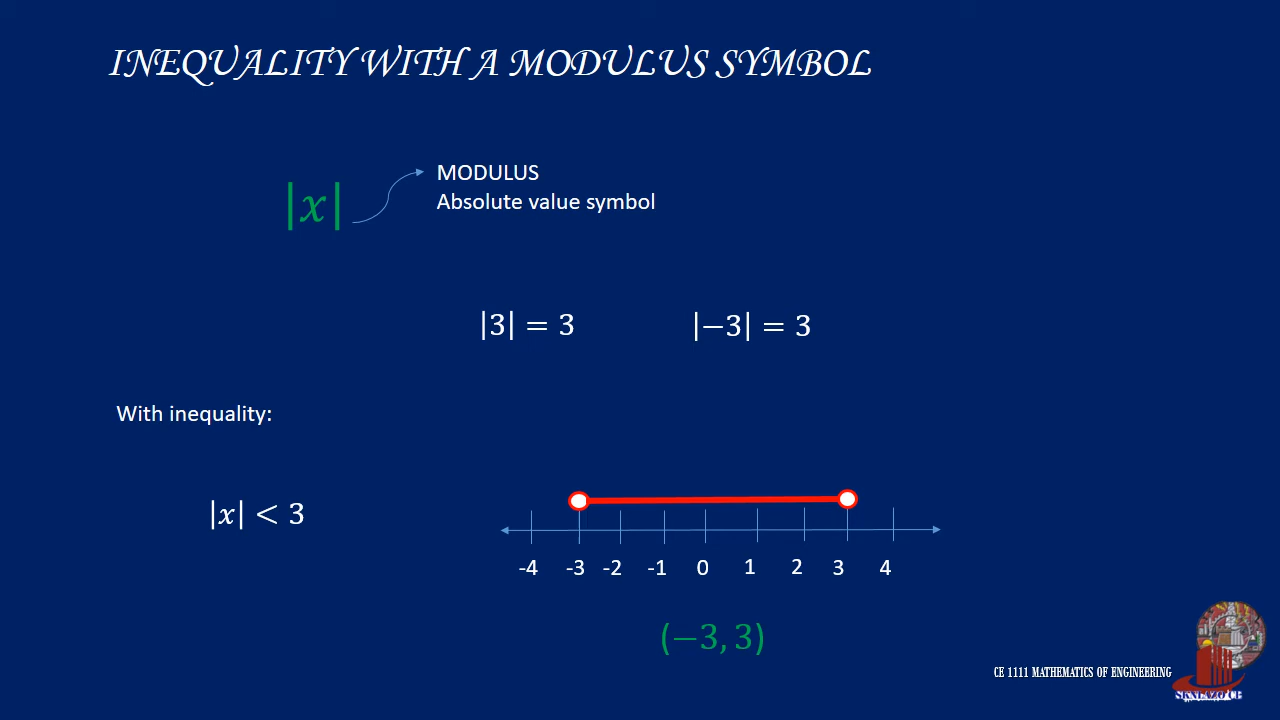 INEQUALITY WITH A MODULUS SYMBOL
|x|
MODULUS
Absolute value symbol
|3| = 3
|−3| = 3
With inequality:
|x| < 3
-4 -3 -2 -1 0 1 2 3 4
(−3, 3)
CE 1111 MATHEMATICS OF ENGINEERING